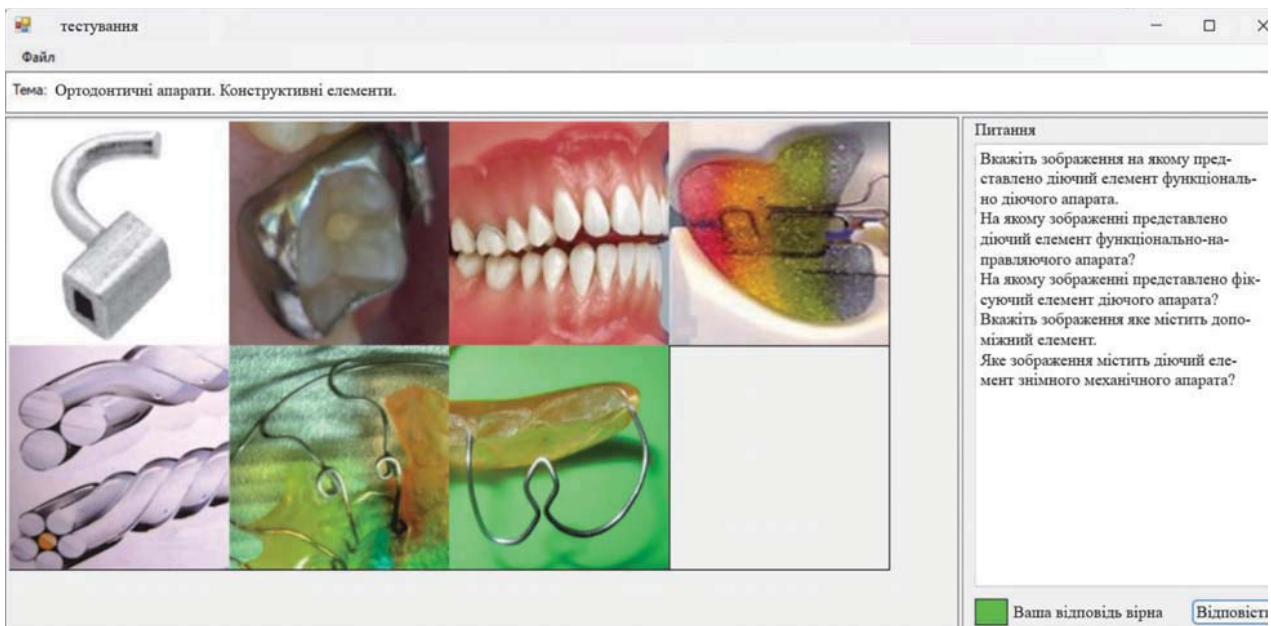 тестування
Файл
Тема: Ортодонтичні апарати. Конструктивні елементи.
Питання
Вкажіть зображення на якому пред-
ставлено діючий елемент функціональ-
но діючого апарата.
На якому зображенні представлено
діючий елемент функціонально-на-
правляючого апарата?
На якому зображенні представлено фік-
суючий елемент діючого апарата?
Вкажіть зображення яке містить допо-
міжний елемент.
Яке зображення містить діючий еле-
мент знімного механічного апарата?
Ваша відповідь вірна
Відповісти